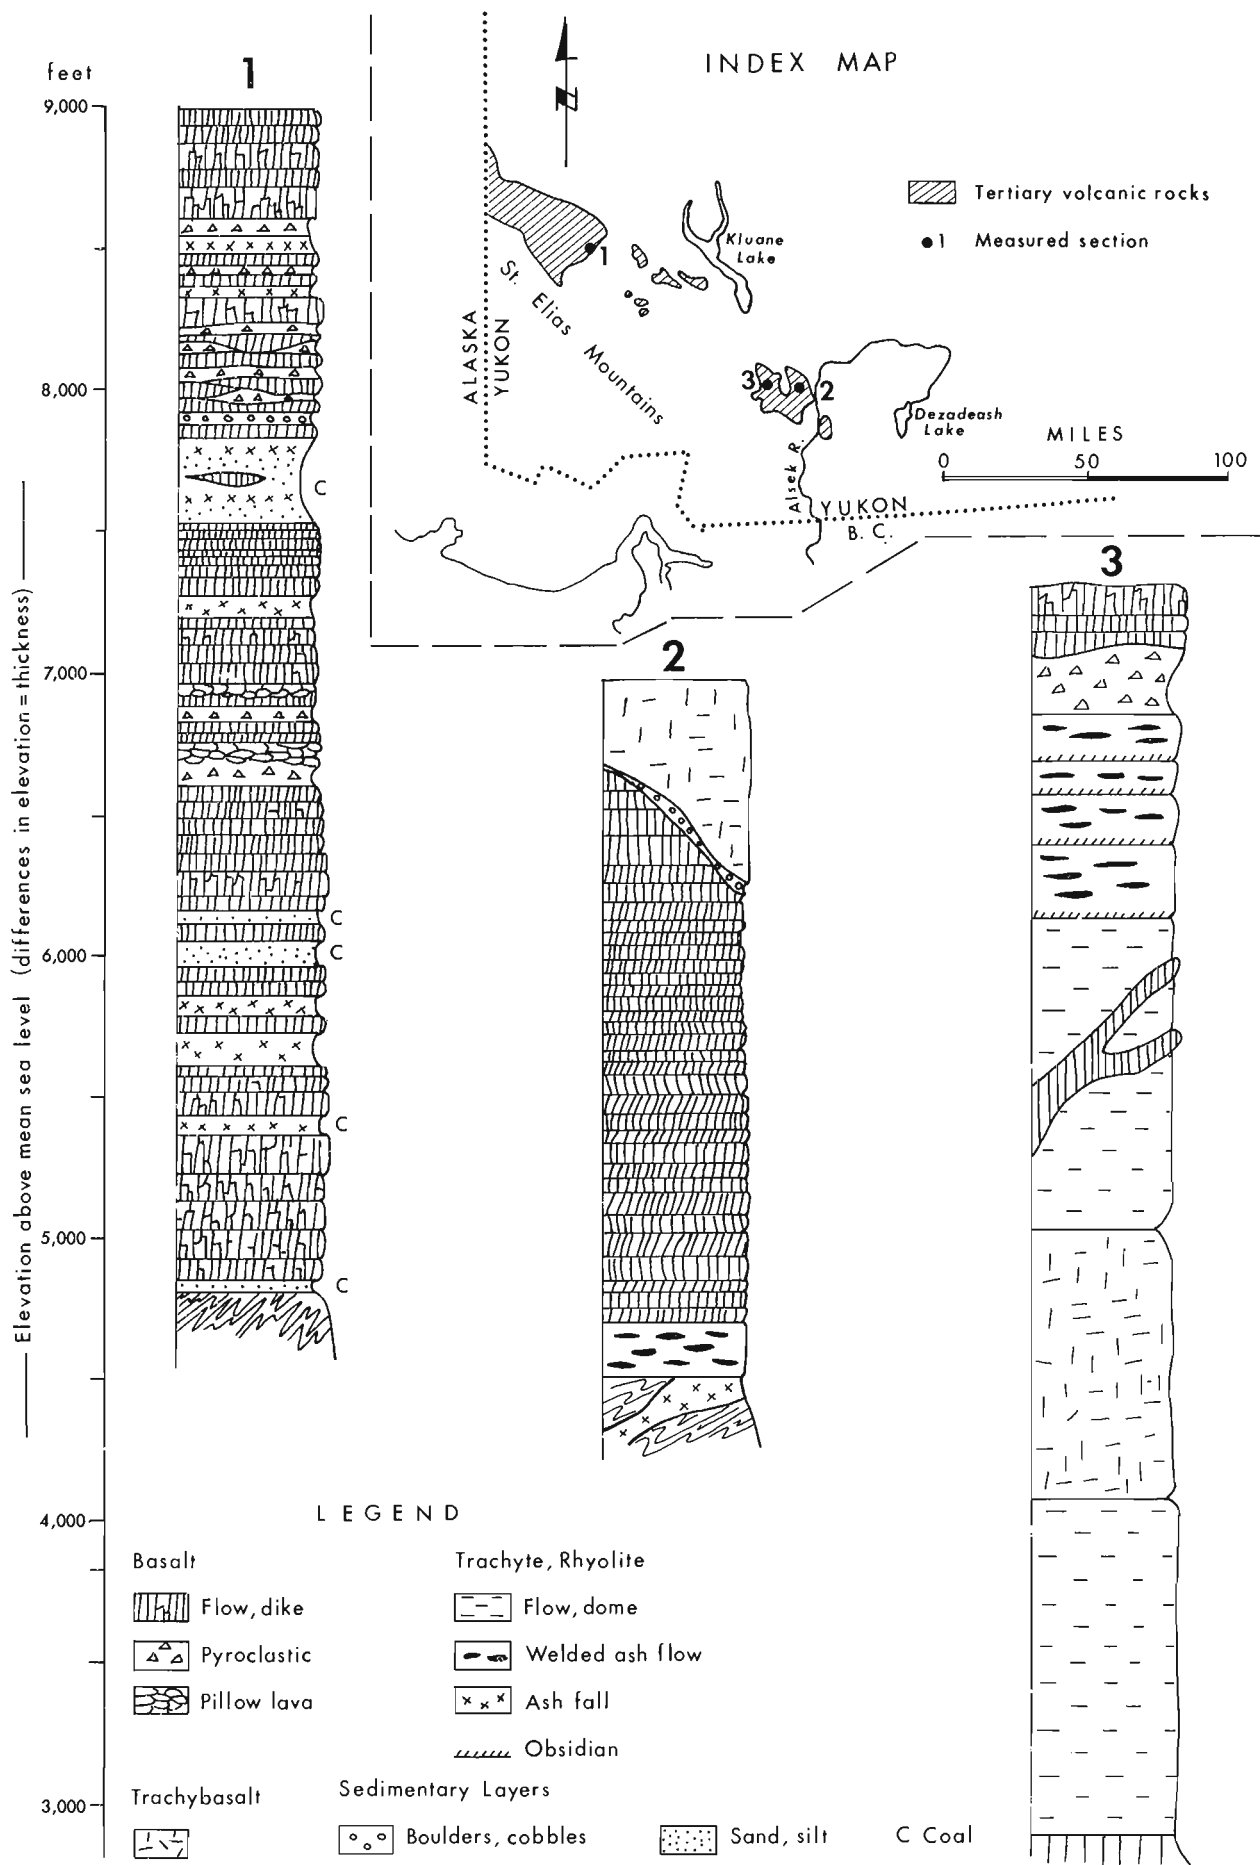 feet
1
INDEX MAP
9,000
N
Tertiary volcanic rocks
1 Measured section
1
Kluane
Lake
St. Elias Mountains
ALASKA
YUKON
8,000
3
2
Dezadeash
Lake
MILES
0 50 100
Alsek R.
C
YUKON
B. C.
3
2
7,000
Elevation above mean sea level (differences in elevation = thickness)
C
6,000
C
C
5,000
C
4,000
LEGEND
Basalt
Trachyte, Rhyolite
Flow, dike
Flow, dome
Pyroclastic
Welded ash flow
Pillow lava
Ash fall
Obsidian
Trachybasalt
Sedimentary Layers
3,000
Boulders, cobbles
Sand, silt
C Coal